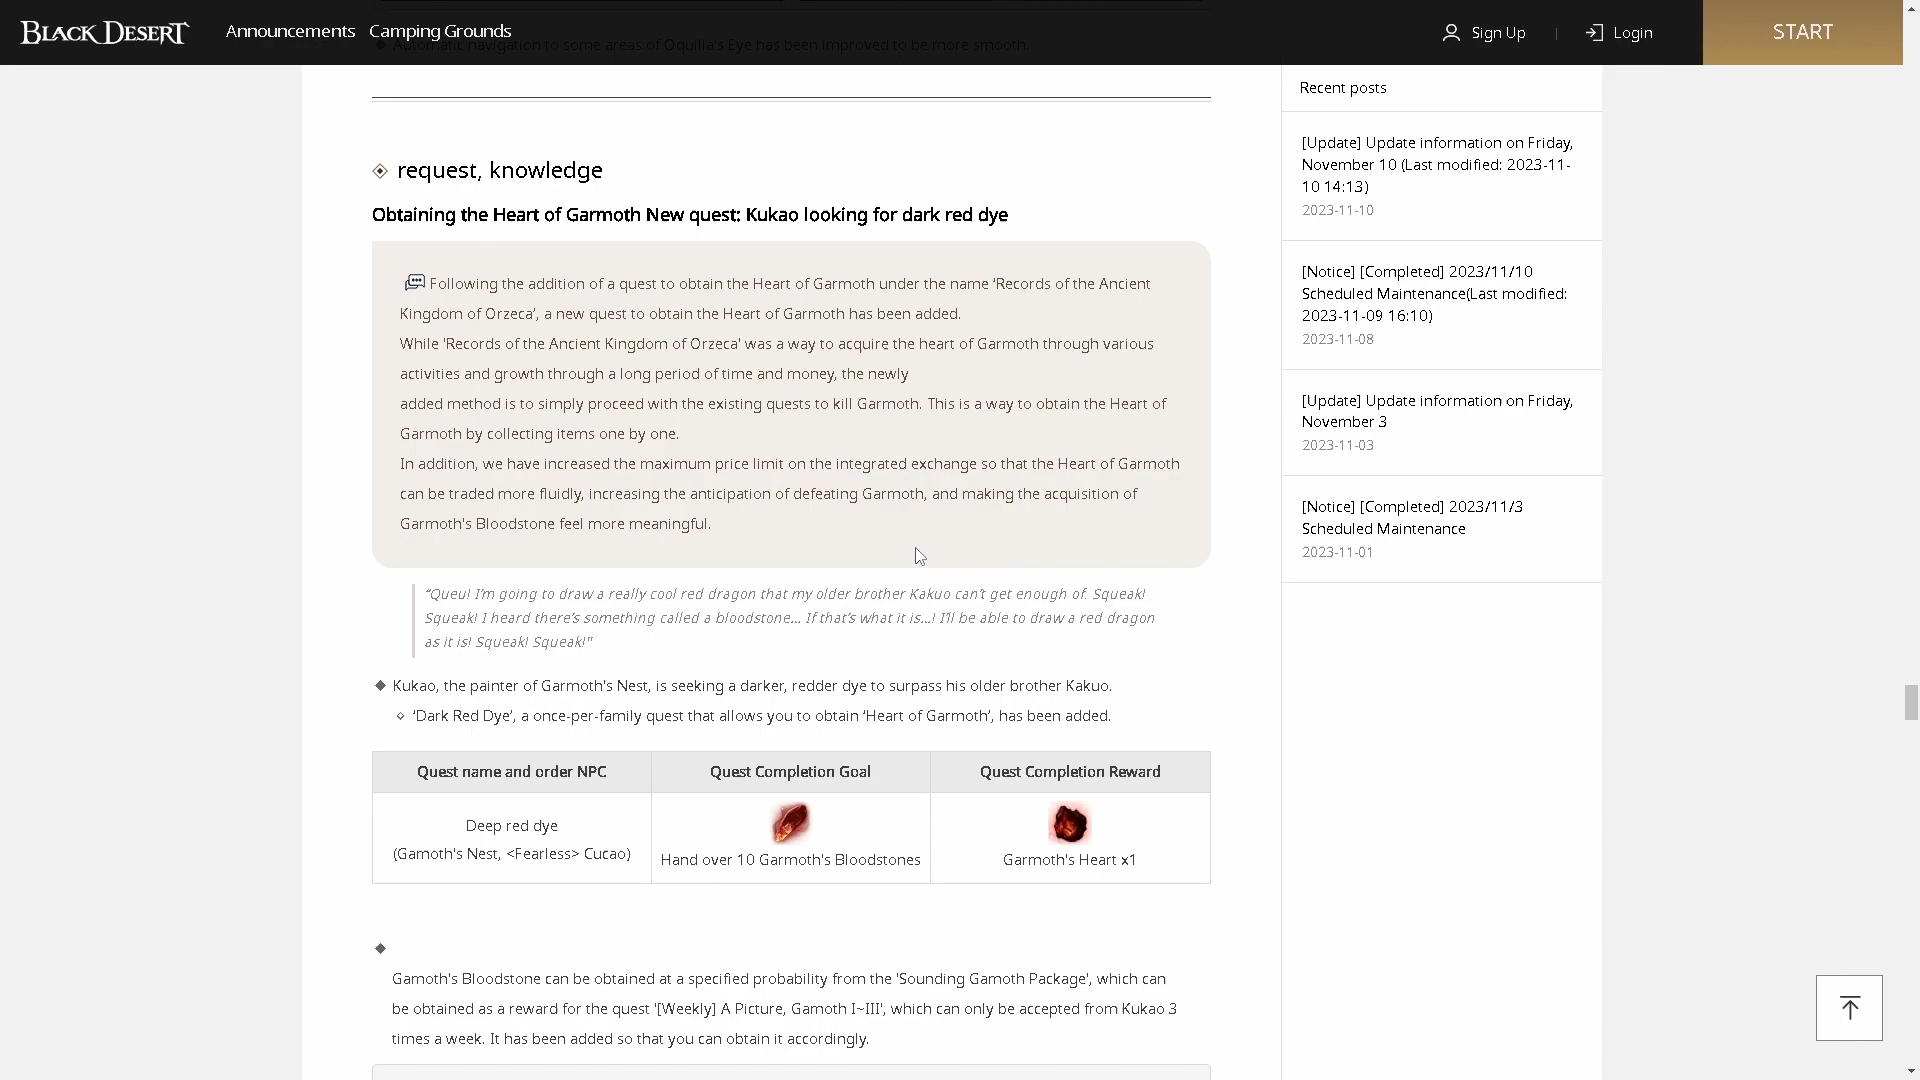 BLACK DESERT
Announcements
Camping Grounds
Sign Up
Login
START
Automatic navigation to some areas of Oquilla's Eye has been improved to be more smooth.
request, knowledge
Obtaining the Heart of Garmoth New quest: Kukao looking for dark red dye
Following the addition of a quest to obtain the Heart of Garmoth under the name ‘Records of the Ancient
Kingdom of Orzeca’, a new quest to obtain the Heart of Garmoth has been added.
While 'Records of the Ancient Kingdom of Orzeca' was a way to acquire the heart of Garmoth through various
activities and growth through a long period of time and money, the newly
added method is to simply proceed with the existing quests to kill Garmoth. This is a way to obtain the Heart of
Garmoth by collecting items one by one.
In addition, we have increased the maximum price limit on the integrated exchange so that the Heart of Garmoth
can be traded more fluidly, increasing the anticipation of defeating Garmoth, and making the acquisition of
Garmoth's Bloodstone feel more meaningful.
“Queu! I’m going to draw a really cool red dragon that my older brother Kakuo can’t get enough of. Squeak!
Squeak! I heard there’s something called a bloodstone... If that’s what it is...! I’ll be able to draw a red dragon
as it is! Squeak! Squeak!"
Kukao, the painter of Garmoth's Nest, is seeking a darker, redder dye to surpass his older brother Kakuo.
‘Dark Red Dye’, a once-per-family quest that allows you to obtain ‘Heart of Garmoth’, has been added.
Quest name and order NPC
Quest Completion Goal
Quest Completion Reward
Deep red dye
(Gamoth's Nest, <Fearless> Cucao)
Hand over 10 Garmoth's Bloodstones
Garmoth's Heart x1
Gamoth's Bloodstone can be obtained at a specified probability from the 'Sounding Gamoth Package', which can
be obtained as a reward for the quest '[Weekly] A Picture, Gamoth I~III', which can only be accepted from Kukao 3
times a week. It has been added so that you can obtain it accordingly.
Recent posts
[Update] Update information on Friday,
November 10 (Last modified: 2023-11-
10 14:13)
2023-11-10
[Notice] [Completed] 2023/11/10
Scheduled Maintenance(Last modified:
2023-11-09 16:10)
2023-11-08
[Update] Update information on Friday,
November 3
2023-11-03
[Notice] [Completed] 2023/11/3
Scheduled Maintenance
2023-11-01